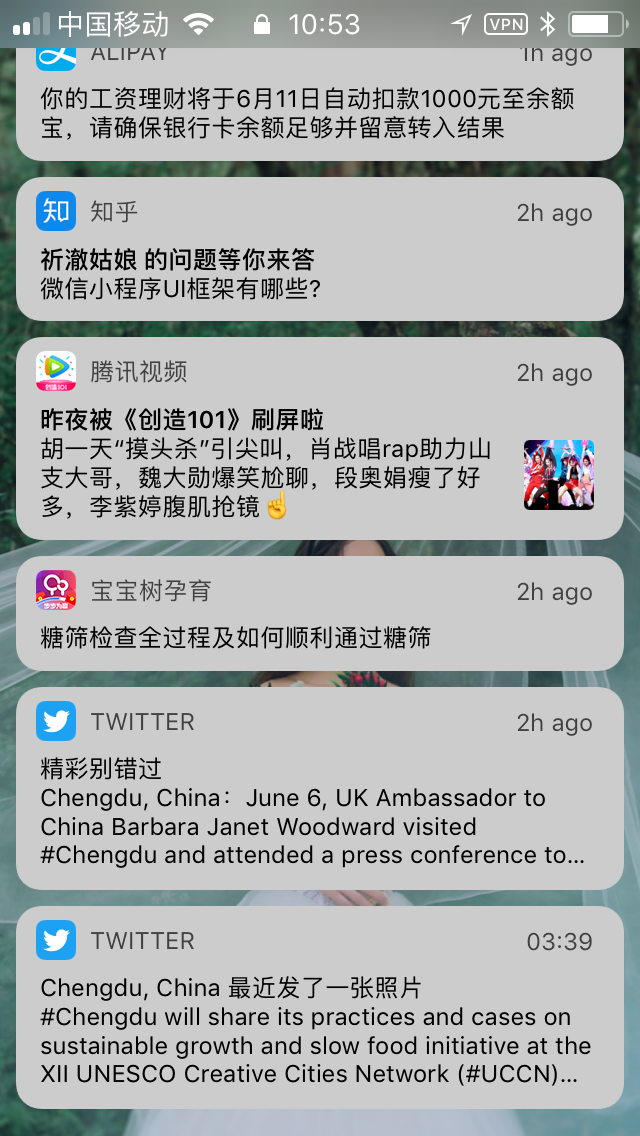 中国移动 10:53 VPN
ALIPAY 1h ago
你的工资理财将于6月11日自动扣款1000元至余额
宝，请确保银行卡余额足够并留意转入结果
知 知乎 2h ago
祈澈姑娘 的问题等你来答
微信小程序UI框架有哪些?
创造101 腾讯视频 2h ago
昨夜被《创造101》刷屏啦
胡一天“摸头杀”引尖叫，肖战唱rap助力山
支大哥，魏大勋爆笑尬聊，段奥娟瘦了好
多，李紫婷腹肌抢镜☝️
宝宝树孕育 2h ago
糖筛检查全过程及如何顺利通过糖筛
TWITTER 2h ago
精彩别错过
Chengdu, China：June 6, UK Ambassador to
China Barbara Janet Woodward visited
#Chengdu and attended a press conference to...
TWITTER 03:39
Chengdu, China 最近发了一张照片
#Chengdu will share its practices and cases on
sustainable growth and slow food initiative at the
XII UNESCO Creative Cities Network (#UCCN)...